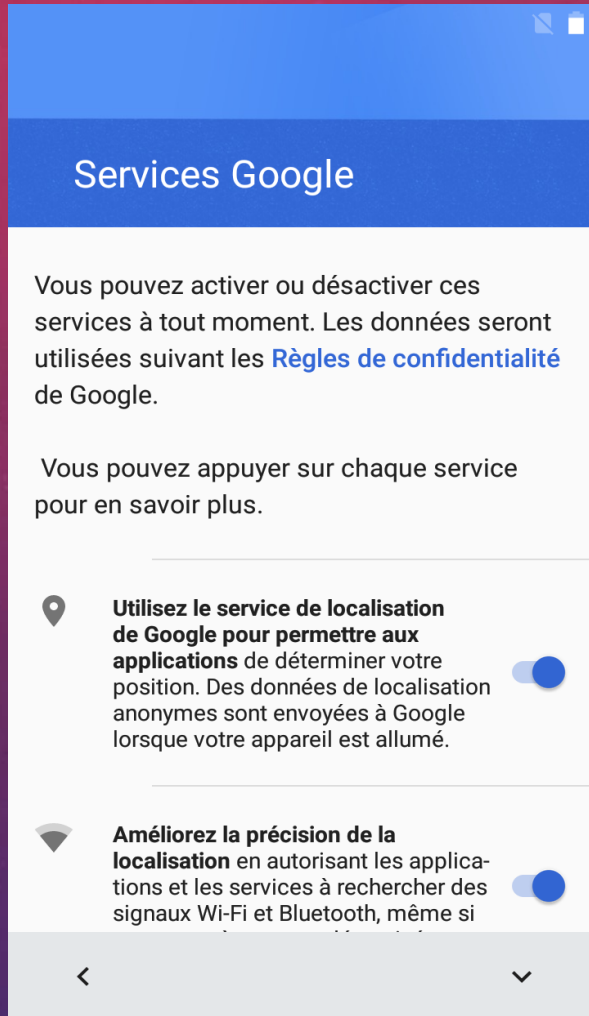 Services Google
Vous pouvez activer ou désactiver ces
services à tout moment. Les données seront
utilisées suivant les Règles de confidentialité
de Google.
Vous pouvez appuyer sur chaque service
pour en savoir plus.
Utilisez le service de localisation
de Google pour permettre aux
applications de déterminer votre
position. Des données de localisation
anonymes sont envoyées à Google
lorsque votre appareil est allumé.
Améliorez la précision de la
localisation en autorisant les applica-
tions et les services à rechercher des
signaux Wi-Fi et Bluetooth, même si